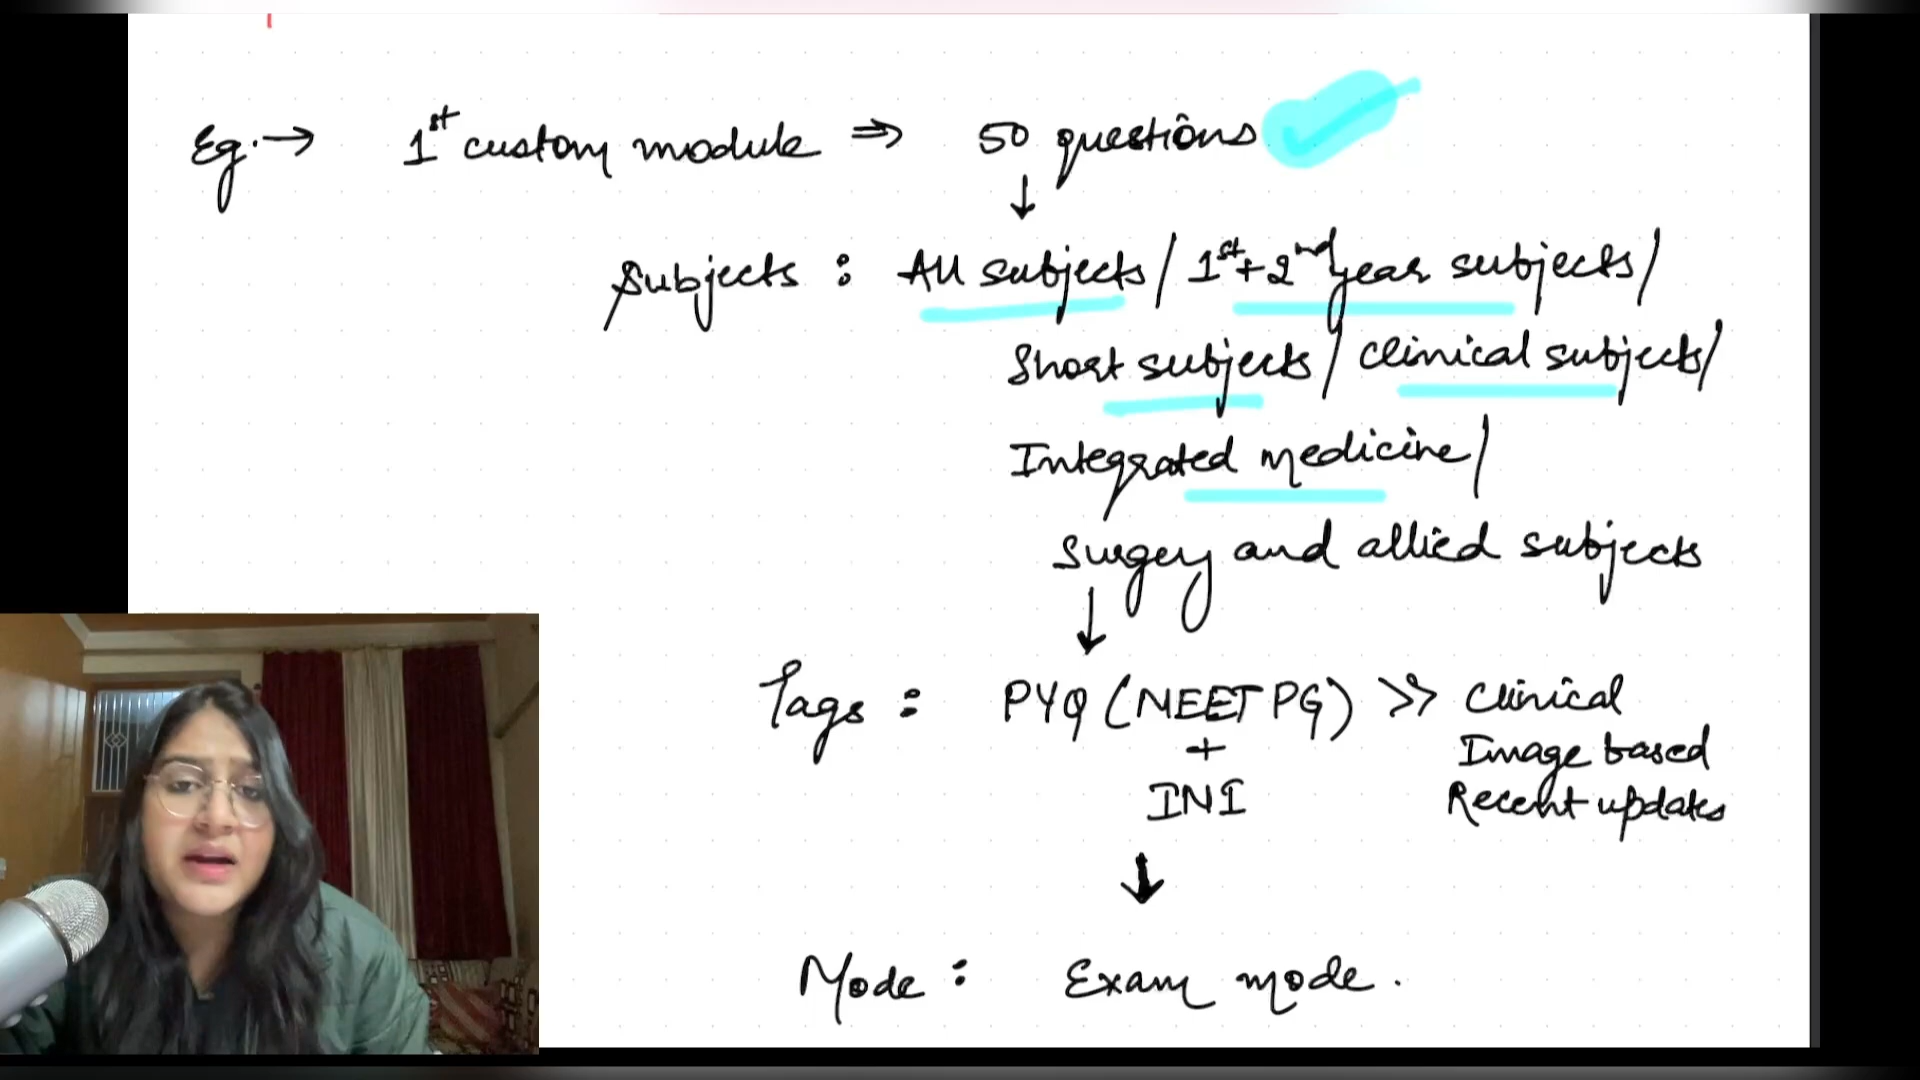 Eg. → 1st custom module ⇒ 50 questions
↓
Subjects : All subjects / 1st + 2nd year subjects /
Short subjects / clinical subjects /
Integrated medicine /
Surgery and allied subjects
↓
Tags : PYQ (NEET PG) >> Clinical
+ Image based
INI Recent updates
↓
Mode : Exam mode.